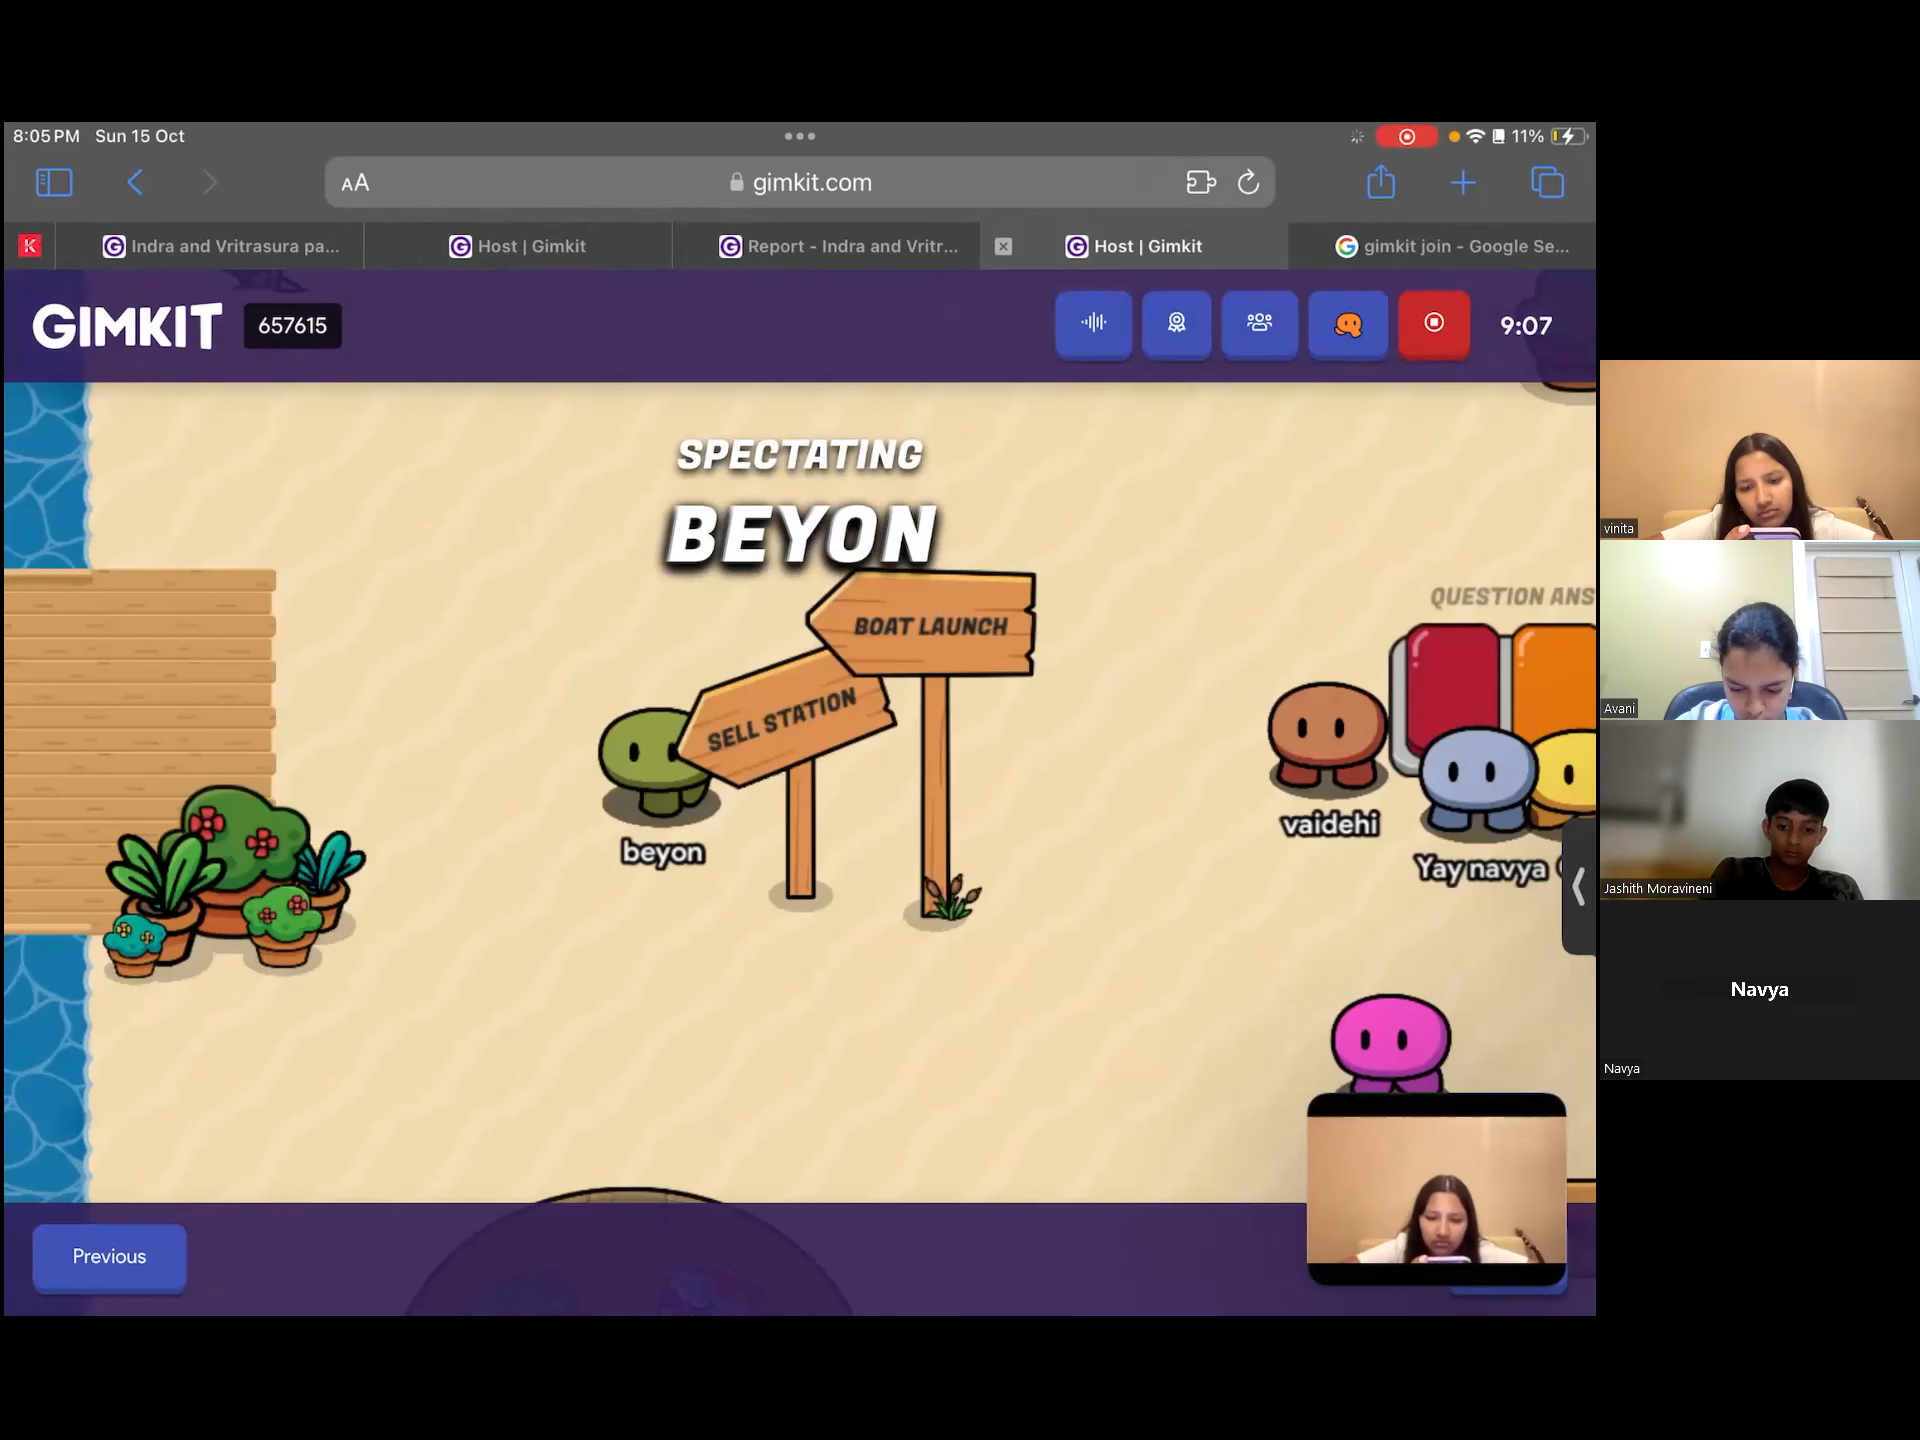 8:05 PM Sun 15 Oct
11%
AA
gimkit.com
K
Indra and Vritrasura pa...
Host | Gimkit
Report - Indra and Vritr...
Host | Gimkit
gimkit join - Google Se...
GIMKIT
657615
9:07
SPECTATING
BEYON
BOAT LAUNCH
SELL STATION
QUESTION ANS
beyon
vaidehi
Yay navya
Previous
vinita
Avani
Jashith Moravineni
Navya
Navya